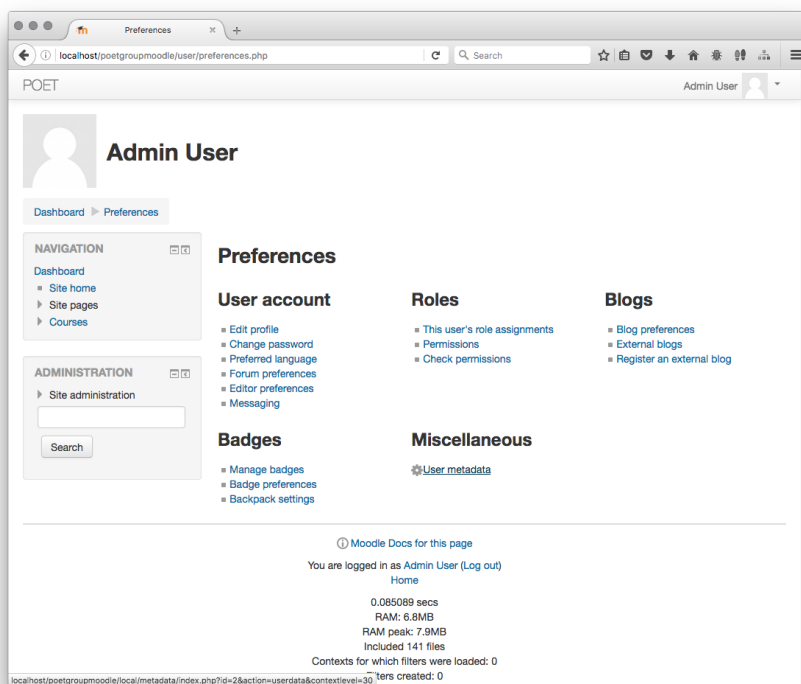 Preferences
localhost/poetgroupmoodle/user/preferences.php
Search
POET
Admin User
Admin User
Dashboard Preferences
NAVIGATION
Dashboard
Site home
Site pages
Courses
ADMINISTRATION
Site administration
Search
Preferences
User account
Edit profile
Change password
Preferred language
Forum preferences
Editor preferences
Messaging
Roles
This user's role assignments
Permissions
Check permissions
Blogs
Blog preferences
External blogs
Register an external blog
Badges
Manage badges
Badge preferences
Backpack settings
Miscellaneous
User metadata
Moodle Docs for this page
You are logged in as Admin User (Log out)
Home
0.085089 secs
RAM: 6.8MB
RAM peak: 7.9MB
Included 141 files
Contexts for which filters were loaded: 0
ters created: 0
localhost/poetgroupmoodle/local/metadata/index.php?id=2&action=userdata&contextlevel=30